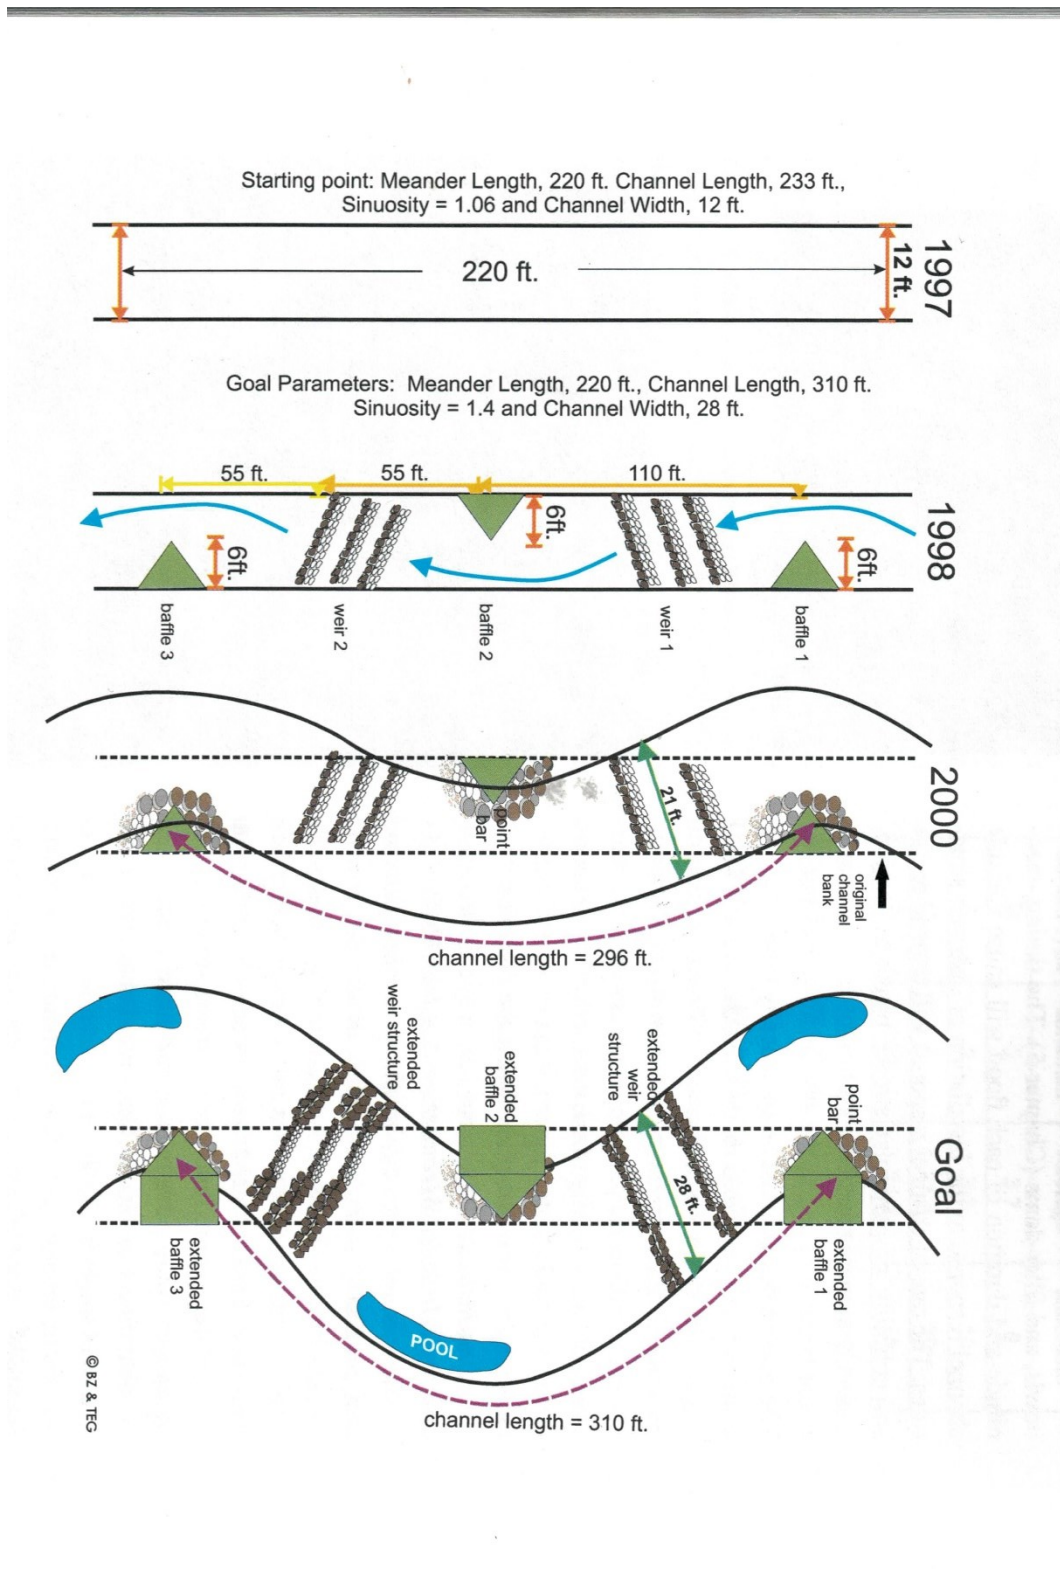 Starting point: Meander Length, 220 ft. Channel Length, 233 ft.,
Sinuosity = 1.06 and Channel Width, 12 ft.
1997
12 ft.
220 ft.
Goal Parameters: Meander Length, 220 ft., Channel Length, 310 ft.
Sinuosity = 1.4 and Channel Width, 28 ft.
1998
55 ft.
55 ft.
110 ft.
6ft.
6ft.
6ft.
baffle 3
weir 2
baffle 2
weir 1
baffle 1
2000
point
bar
21 ft.
original
channel
bank
channel length = 296 ft.
Goal
extended
weir structure
extended
baffle 2
extended
weir
structure
point
bar
28 ft.
extended
baffle 3
extended
baffle 1
POOL
channel length = 310 ft.
© BZ & TEG